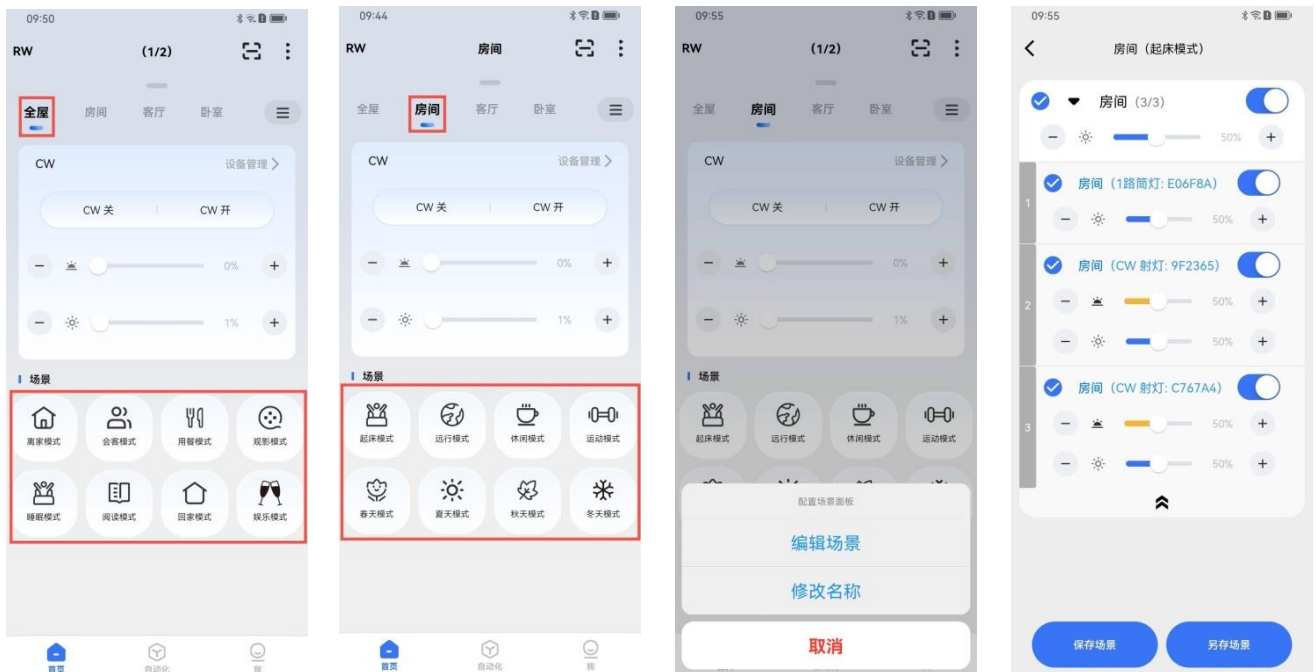 09:50
RW
(1/2)
全屋
房间
客厅
卧室
CW
设备管理 >
CW 关
CW 开
0%
1%
场景
离家模式
会客模式
用餐模式
观影模式
睡眠模式
阅读模式
回家模式
娱乐模式
首页
自动化
我
09:44
RW
房间
全屋
房间
客厅
卧室
CW
设备管理 >
CW 关
CW 开
0%
1%
场景
起床模式
远行模式
休闲模式
运动模式
春天模式
夏天模式
秋天模式
冬天模式
首页
自动化
我
09:55
RW
(1/2)
全屋
房间
客厅
卧室
CW
设备管理 >
CW 关
CW 开
0%
1%
场景
起床模式
远行模式
休闲模式
运动模式
配置场景面板
编辑场景
修改名称
取消
09:55
房间（起床模式）
房间（3/3）
50%
1
房间（1路筒灯: E06F8A）
50%
2
房间（CW 射灯: 9F2365）
50%
50%
3
房间（CW 射灯: C767A4）
50%
50%
保存场景
另存场景